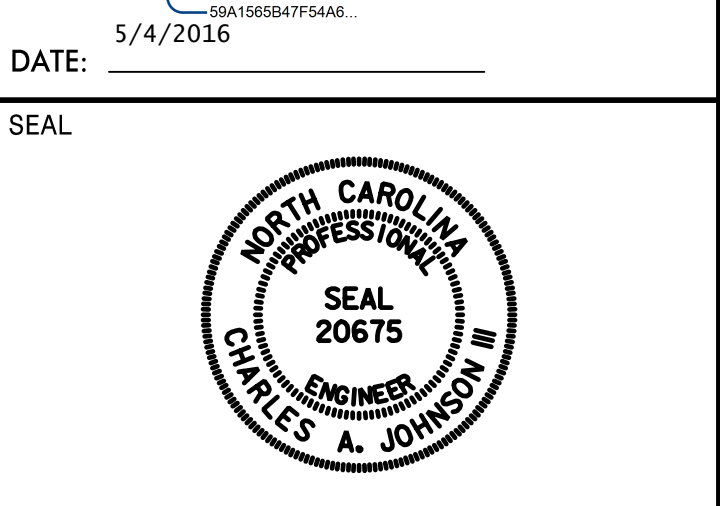 59A1565B47F54A6...
5/4/2016
DATE:
SEAL
NORTH CAROLINA
PROFESSIONAL
SEAL
20675
ENGINEER
CHARLES A. JOHNSON III